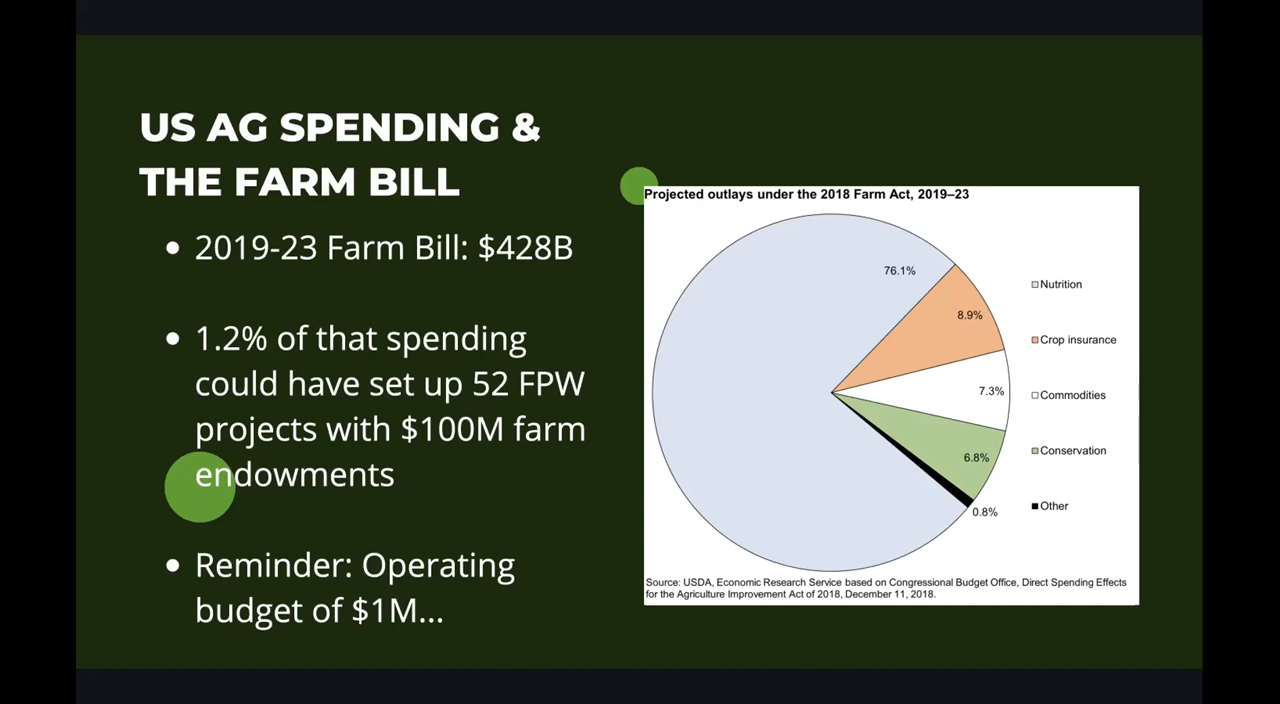 US AG SPENDING &
THE FARM BILL
• 2019-23 Farm Bill: $428B
• 1.2% of that spending
could have set up 52 FPW
projects with $100M farm
endowments
• Reminder: Operating
budget of $1M...
Projected outlays under the 2018 Farm Act, 2019–23
76.1%
8.9%
7.3%
6.8%
0.8%
Nutrition
Crop insurance
Commodities
Conservation
Other
Source: USDA, Economic Research Service based on Congressional Budget Office, Direct Spending Effects
for the Agriculture Improvement Act of 2018, December 11, 2018.